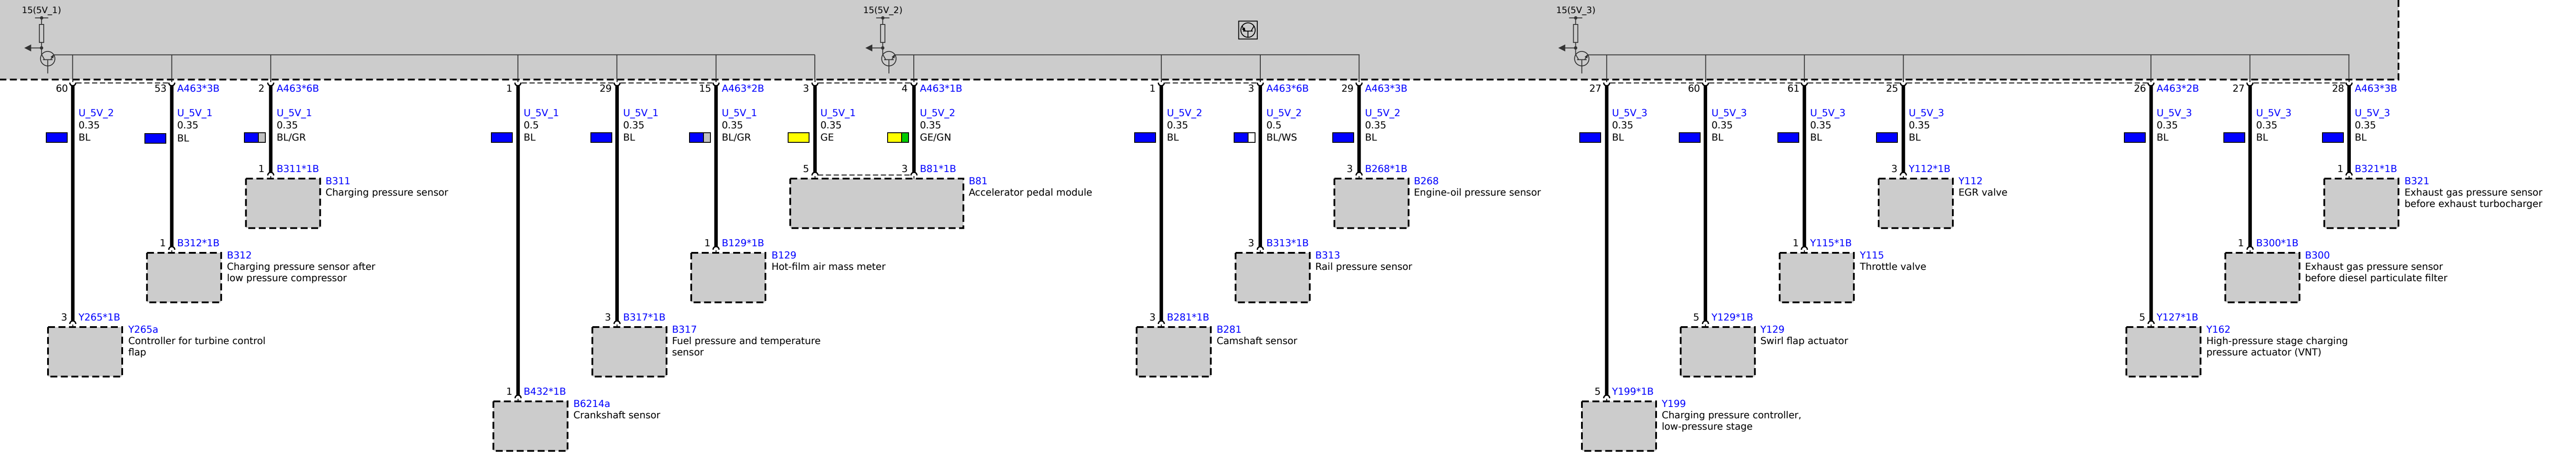 15(5V_1)
15(5V_2)
15(5V_3)
60
53
A463*3B
2
A463*6B
1
29
15
A463*2B
3
4
A463*1B
1
3
A463*6B
29
A463*3B
27
60
61
25
26
A463*2B
27
28
A463*3B
U_5V_2
0.35
BL
U_5V_1
0.35
BL
U_5V_1
0.35
BL/GR
U_5V_1
0.5
BL
U_5V_1
0.35
BL
U_5V_1
0.35
BL/GR
U_5V_1
0.35
GE
U_5V_2
0.35
GE/GN
U_5V_2
0.35
BL
U_5V_2
0.5
BL/WS
U_5V_2
0.35
BL
U_5V_3
0.35
BL
U_5V_3
0.35
BL
U_5V_3
0.35
BL
U_5V_3
0.35
BL
U_5V_3
0.35
BL
U_5V_3
0.35
BL
U_5V_3
0.35
BL
1 B311*1B
B311
Charging pressure sensor
5
3 B81*1B
B81
Accelerator pedal module
3 B268*1B
B268
Engine-oil pressure sensor
3 Y112*1B
Y112
EGR valve
1 B321*1B
B321
Exhaust gas pressure sensor
before exhaust turbocharger
1 B312*1B
B312
Charging pressure sensor after
low pressure compressor
1 B129*1B
B129
Hot-film air mass meter
3 B313*1B
B313
Rail pressure sensor
1 Y115*1B
Y115
Throttle valve
1 B300*1B
B300
Exhaust gas pressure sensor
before diesel particulate filter
3 Y265*1B
Y265a
Controller for turbine control
flap
3 B317*1B
B317
Fuel pressure and temperature
sensor
3 B281*1B
B281
Camshaft sensor
5 Y129*1B
Y129
Swirl flap actuator
5 Y127*1B
Y162
High-pressure stage charging
pressure actuator (VNT)
1 B432*1B
B6214a
Crankshaft sensor
5 Y199*1B
Y199
Charging pressure controller,
low-pressure stage